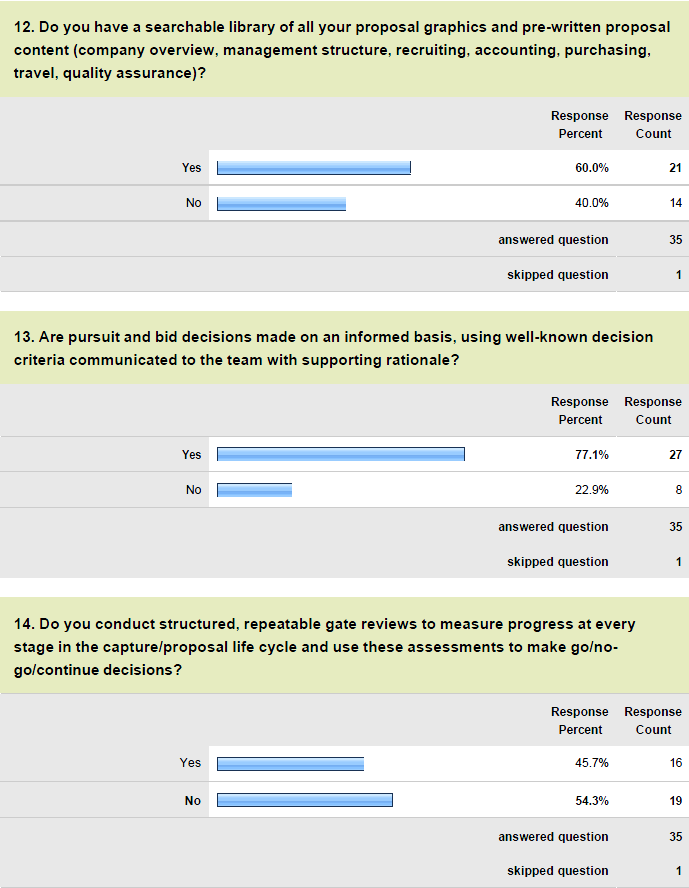 12. Do you have a searchable library of all your proposal graphics and pre-written proposal
content (company overview, management structure, recruiting, accounting, purchasing,
travel, quality assurance)?
Response Percent Response Count
Yes 60.0% 21
No 40.0% 14
answered question 35
skipped question 1
13. Are pursuit and bid decisions made on an informed basis, using well-known decision
criteria communicated to the team with supporting rationale?
Response Percent Response Count
Yes 77.1% 27
No 22.9% 8
answered question 35
skipped question 1
14. Do you conduct structured, repeatable gate reviews to measure progress at every
stage in the capture/proposal life cycle and use these assessments to make go/no-
go/continue decisions?
Response Percent Response Count
Yes 45.7% 16
No 54.3% 19
answered question 35
skipped question 1